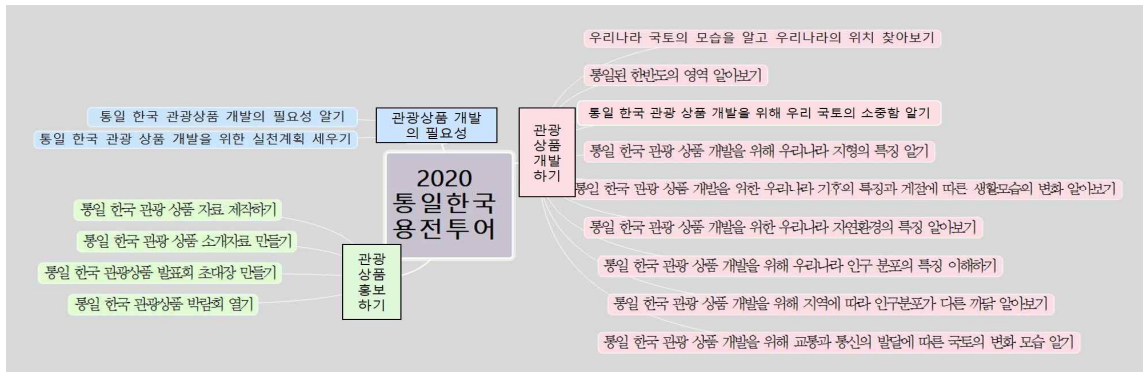 2020
통일한국
용전투어
관광상품 개발
의 필요성
통일 한국 관광상품 개발의 필요성 알기
통일 한국 관광 상품 개발을 위한 실천계획 세우기
관광
상품
개발
하기
우리나라 국토의 모습을 알고 우리나라의 위치 찾아보기
통일된 한반도의 영역 알아보기
통일 한국 관광 상품 개발을 위해 우리 국토의 소중함 알기
통일 한국 관광 상품 개발을 위해 우리나라 지형의 특징 알기
통일 한국 관광 상품 개발을 위한 우리나라 기후의 특징과 계절에 따른 생활모습의 변화 알아보기
통일 한국 관광 상품 개발을 위한 우리나라 자연환경의 특징 알아보기
통일 한국 관광 상품 개발을 위해 우리나라 인구 분포의 특징 이해하기
통일 한국 관광 상품 개발을 위해 지역에 따라 인구분포가 다른 까닭 알아보기
통일 한국 관광 상품 개발을 위해 교통과 통신의 발달에 따른 국토의 변화 모습 알기
관광
상품
홍보
하기
통일 한국 관광 상품 자료 제작하기
통일 한국 관광 상품 소개자료 만들기
통일 한국 관광상품 발표회 초대장 만들기
통일 한국 관광상품 박람회 열기